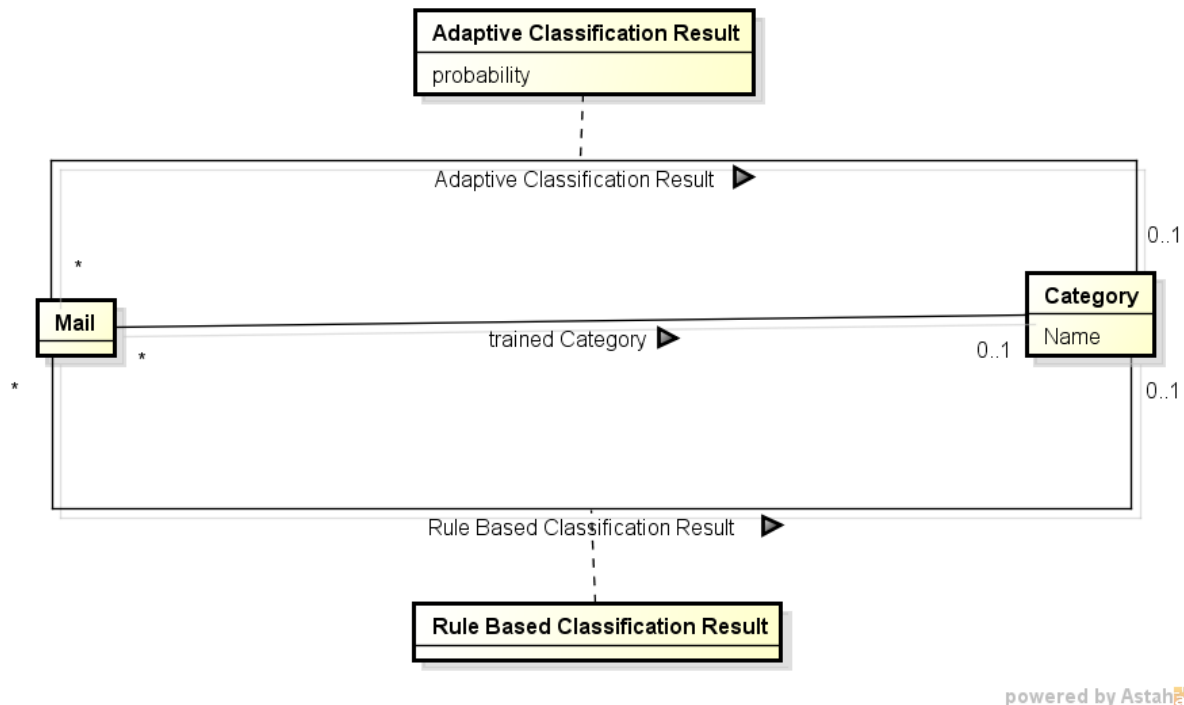 Adaptive Classification Result
probability
Adaptive Classification Result
0..1
*
Mail
Category
Name
trained Category
*
0..1
*
0..1
Rule Based Classification Result
Rule Based Classification Result
powered by Astah